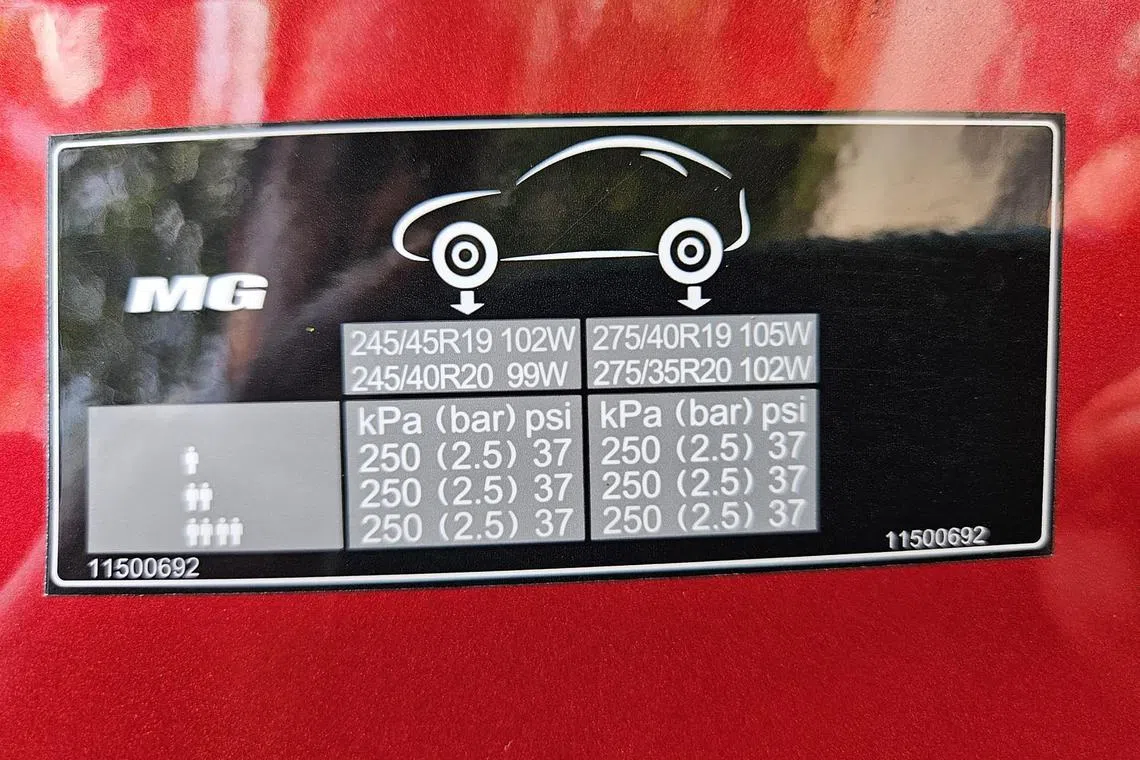 MG
245/45R19 102W
245/40R20 99W
275/40R19 105W
275/35R20 102W
kPa (bar) psi
250 (2.5) 37
250 (2.5) 37
250 (2.5) 37
kPa (bar) psi
250 (2.5) 37
250 (2.5) 37
250 (2.5) 37
11500692
11500692